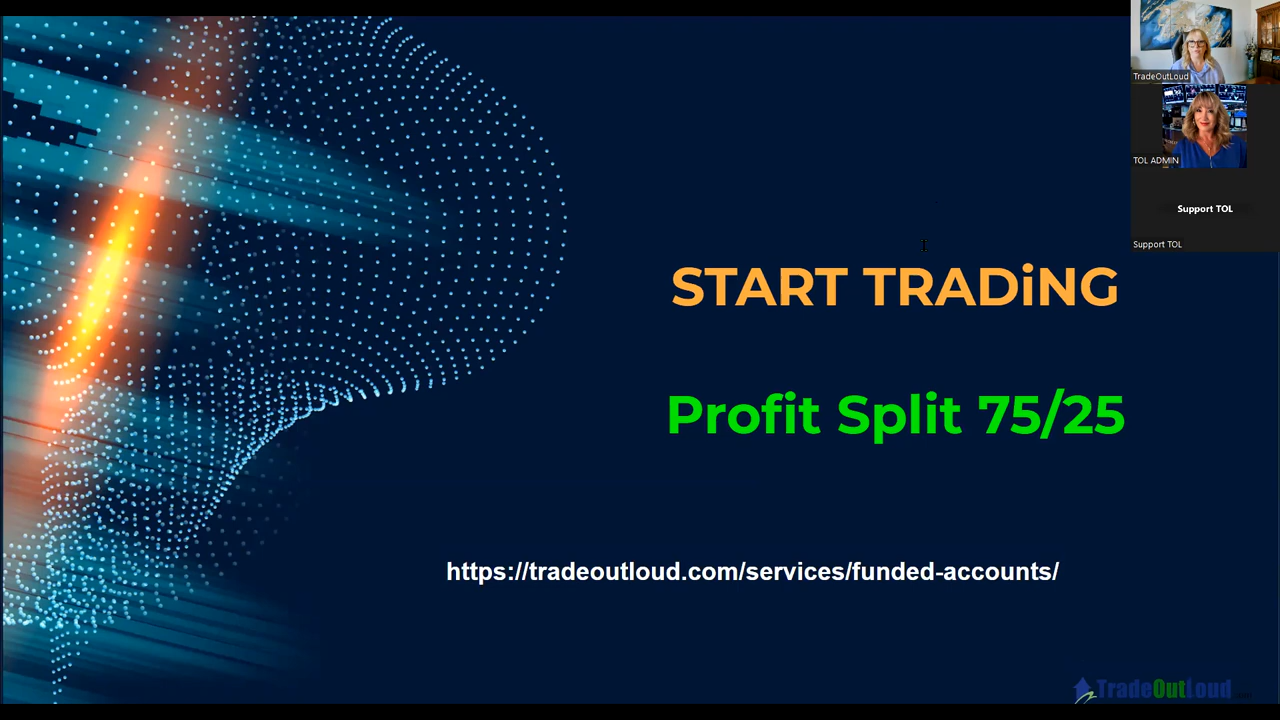 TradeOutLoud
TOL ADMIN
Support TOL
Support TOL
START TRADiNG
Profit Split 75/25
https://tradeoutloud.com/services/funded-accounts/
TradeOutLoud